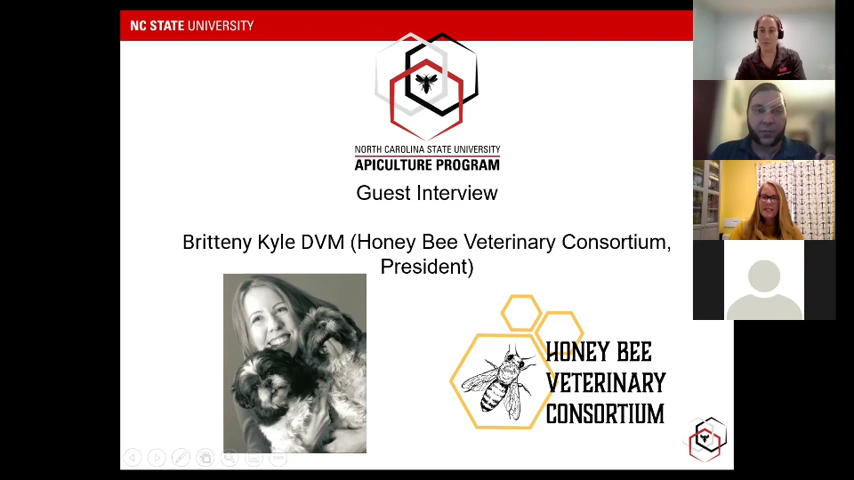 NC STATE UNIVERSITY
NORTH CAROLINA STATE UNIVERSITY
APICULTURE PROGRAM
Guest Interview
Britteny Kyle DVM (Honey Bee Veterinary Consortium,
President)
HONEY BEE
VETERINARY
CONSORTIUM